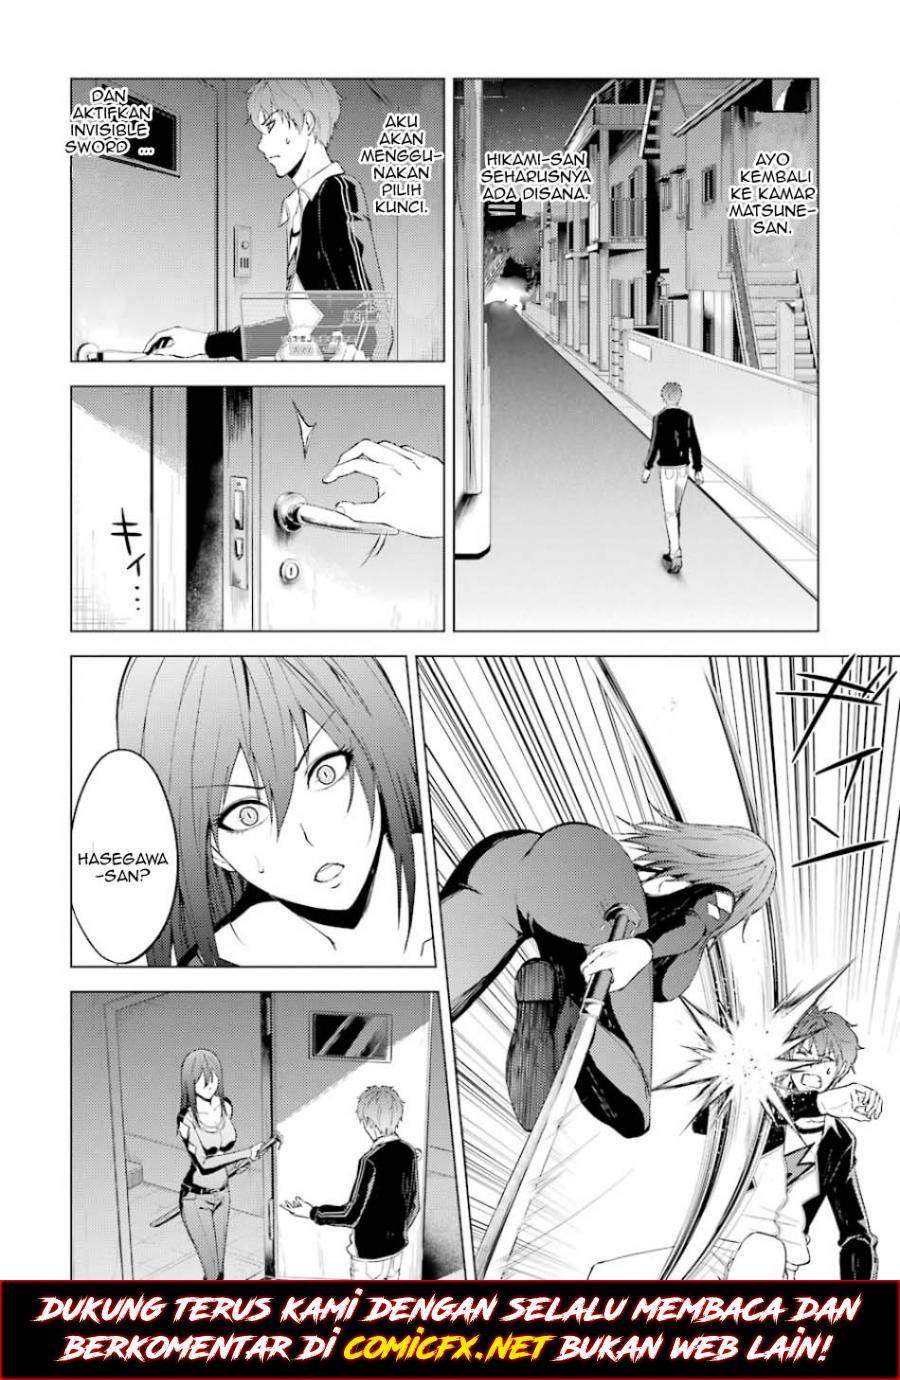 AYO
KEMBALI
KE KAMAR
MATSUNE-
SAN.
HIKAMI-SAN
SEHARUSNYA
ADA DISANA.
AKU
AKAN
MENGGU-
NAKAN
PILIH
KUNCI.
DAN
AKTIFKAN
INVISIBLE
SWORD ...
キィ……
HASEGAWA
-SAN?
DUKUNG TERUS KAMI DENGAN SELALU MEMBACA DAN
BERKOMENTAR DI COMICFX.NET BUKAN WEB LAIN!